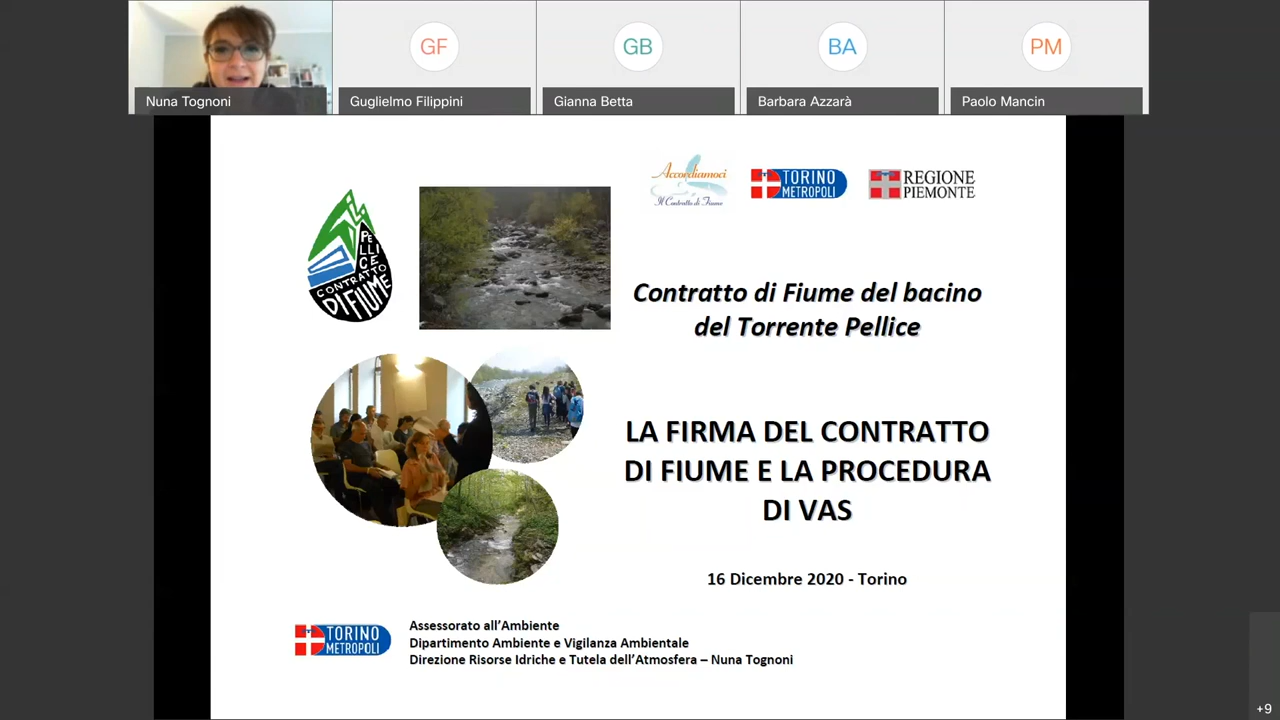 GF
GB
BA
PM
Nuna Tognoni
Guglielmo Filippini
Gianna Betta
Barbara Azzarà
Paolo Mancin
Accordiamoci
Il Contratto di Fiume
TORINO
METROPOLI
REGIONE
PIEMONTE
PELLICE
CONTRATTO
DI FIUME
Contratto di Fiume del bacino
del Torrente Pellice
LA FIRMA DEL CONTRATTO
DI FIUME E LA PROCEDURA
DI VAS
16 Dicembre 2020 - Torino
TORINO
METROPOLI
Assessorato all’Ambiente
Dipartimento Ambiente e Vigilanza Ambientale
Direzione Risorse Idriche e Tutela dell’Atmosfera – Nuna Tognoni
+9